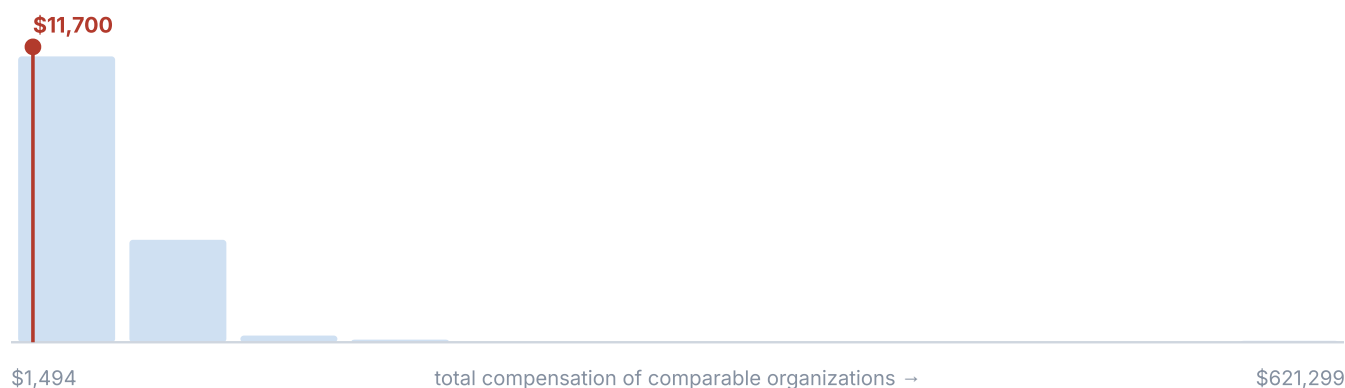 $11,700
$1,494 total compensation of comparable organizations → $621,299